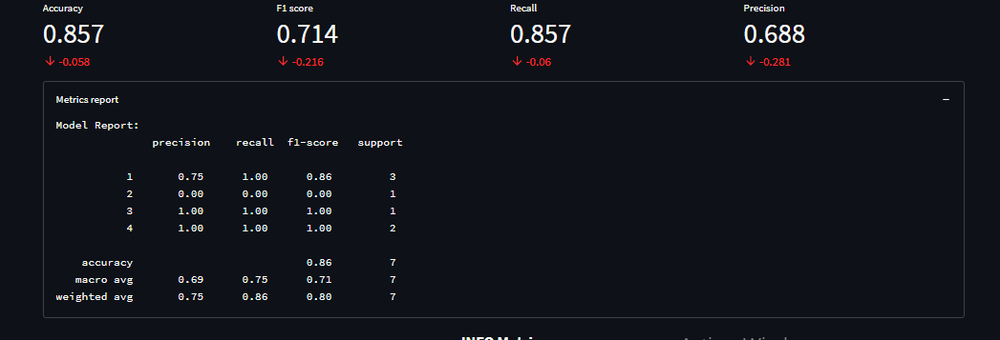 Accuracy F1 score Recall Precision
0.857 0.714 0.857 0.688
↓ -0.058 ↓ -0.216 ↓ -0.06 ↓ -0.281
Metrics report −
Model Report:
precision recall f1-score support
1 0.75 1.00 0.86 3
2 0.00 0.00 0.00 1
3 1.00 1.00 1.00 1
4 1.00 1.00 1.00 2
accuracy 0.86 7
macro avg 0.69 0.75 0.71 7
weighted avg 0.75 0.86 0.80 7